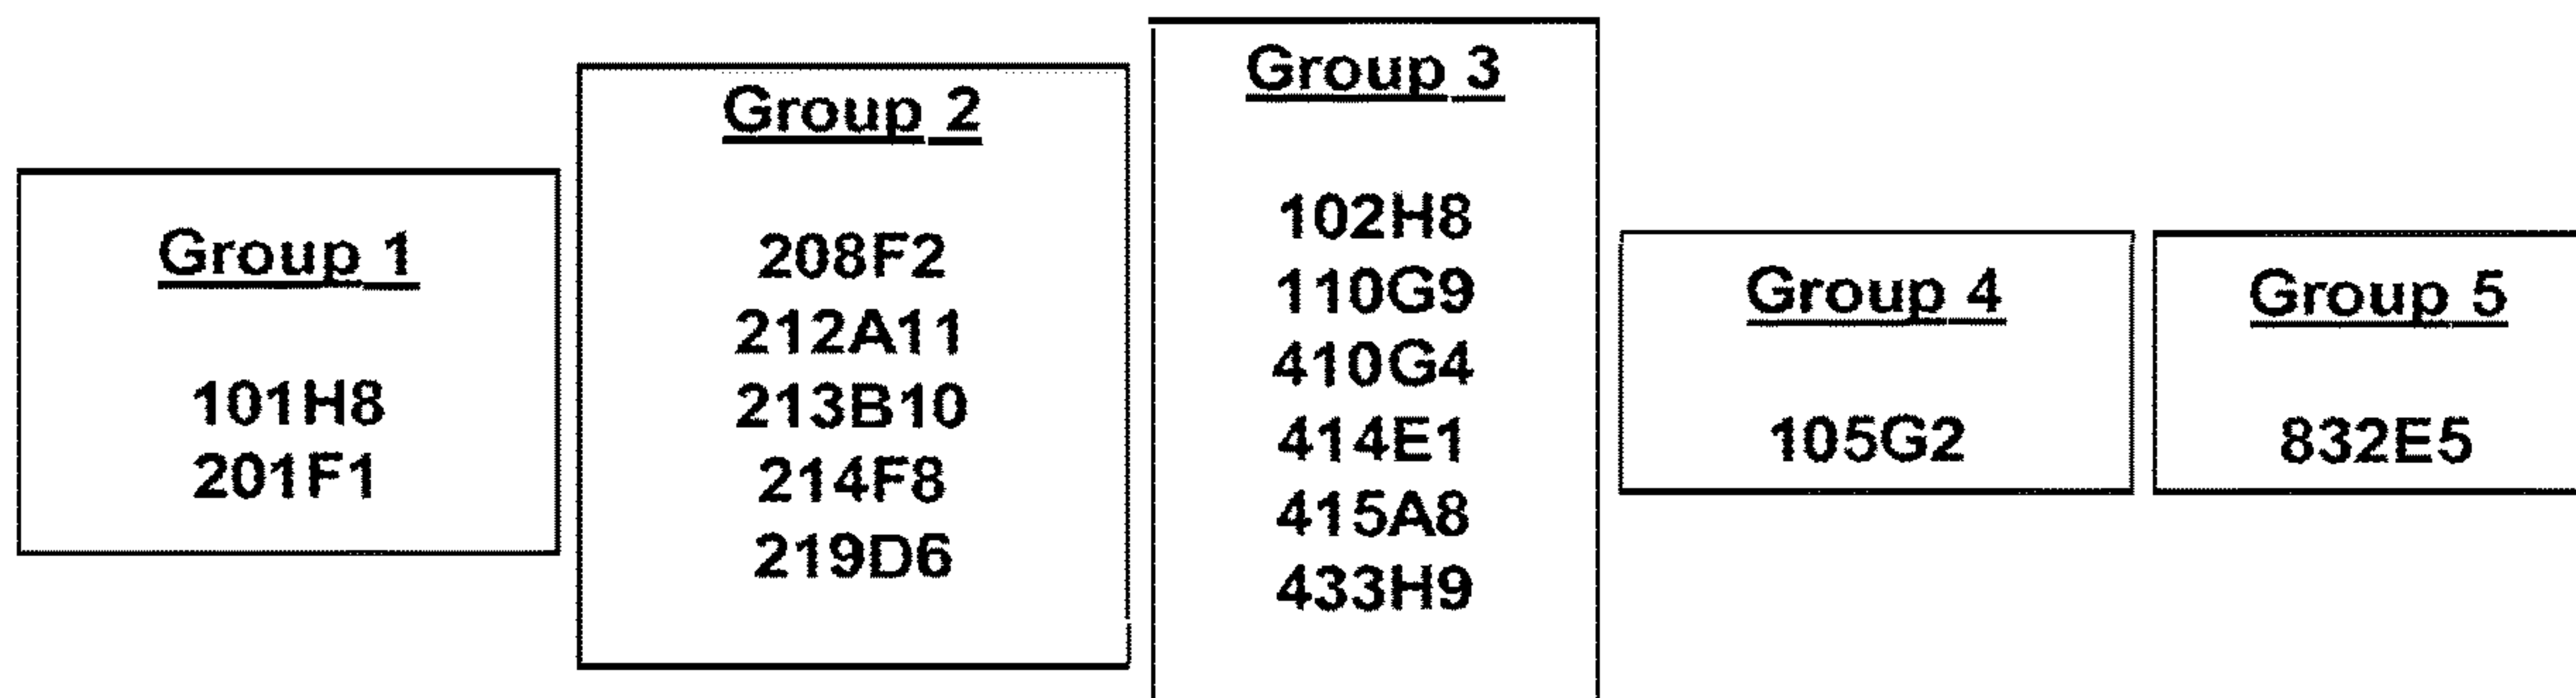 Group 1
101H8
201F1
Group 2
208F2
212A11
213B10
214F8
219D6
Group 3
102H8
110G9
410G4
414E1
415A8
433H9
Group 4
105G2
Group 5
832E5